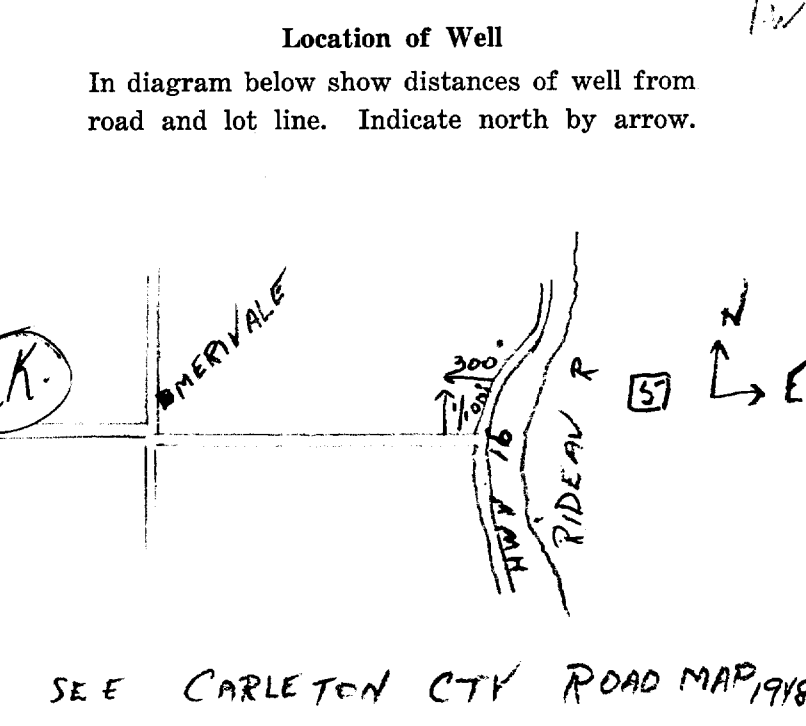 Location of Well
In diagram below show distances of well from
road and lot line. Indicate north by arrow.
MERIVALE
N
K.
300'
57
E
HWY 16
RIDEAU R
SEE CARLETON CTY ROAD MAP, 1948